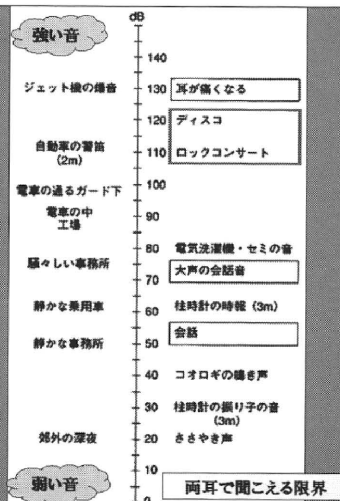 dB
強い音
140
ジェット機の爆音 130 耳が痛くなる
120 ディスコ
自動車の警笛 110 ロックコンサート
(2m)
電車の通るガード下 100
電車の中 90
工場
80 電気洗濯機・セミの音
騒々しい事務所 70 大声の会話音
静かな乗用車 60 柱時計の時報 (3m)
静かな事務所 50 会話
40 コオロギの鳴き声
30 柱時計の振り子の音
(3m)
郊外の深夜 20 ささやき声
10
弱い音 両耳で聞こえる限界
0